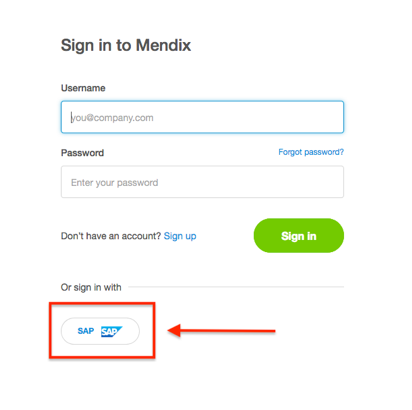 Sign in to Mendix
Username
you@company.com
Password Forgot password?
Enter your password
Don't have an account? Sign up Sign in
Or sign in with
SAP SAP